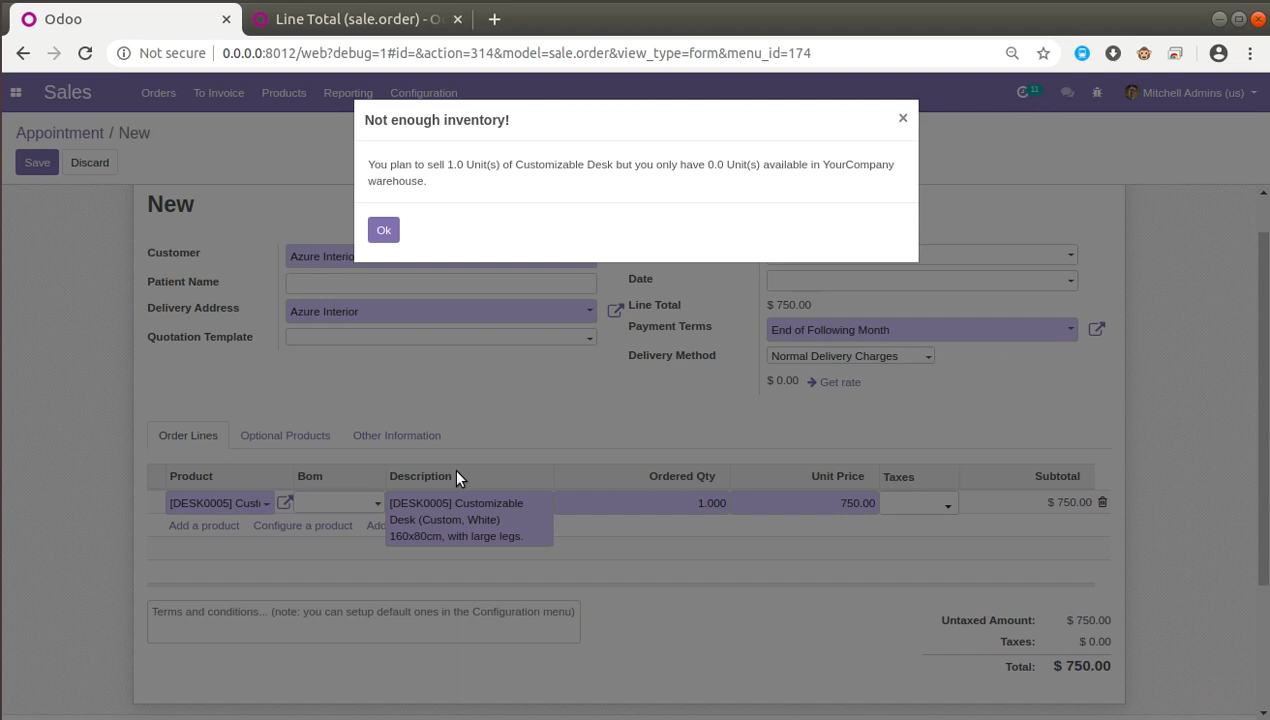 Odoo
Line Total (sale.order) - O
Not secure
0.0.0.0:8012/web?debug=1#id=&action=314&model=sale.order&view_type=form&menu_id=174
Sales
Orders
To Invoice
Products
Reporting
Configuration
11
Mitchell Admins (us)
Appointment / New
Save
Discard
Not enough inventory!
×
You plan to sell 1.0 Unit(s) of Customizable Desk but you only have 0.0 Unit(s) available in YourCompany
warehouse.
Ok
New
Customer
Azure Interio
Patient Name
Delivery Address
Azure Interior
Quotation Template
Date
Line Total
$ 750.00
Payment Terms
End of Following Month
Delivery Method
Normal Delivery Charges
$ 0.00
Get rate
Order Lines
Optional Products
Other Information
Product
Bom
Description
Ordered Qty
Unit Price
Taxes
Subtotal
[DESK0005] Custo
[DESK0005] Customizable
Desk (Custom, White)
160x80cm, with large legs.
1.000
750.00
$ 750.00
Add a product
Configure a product
Add
Terms and conditions... (note: you can setup default ones in the Configuration menu)
Untaxed Amount:
$ 750.00
Taxes:
$ 0.00
Total:
$ 750.00